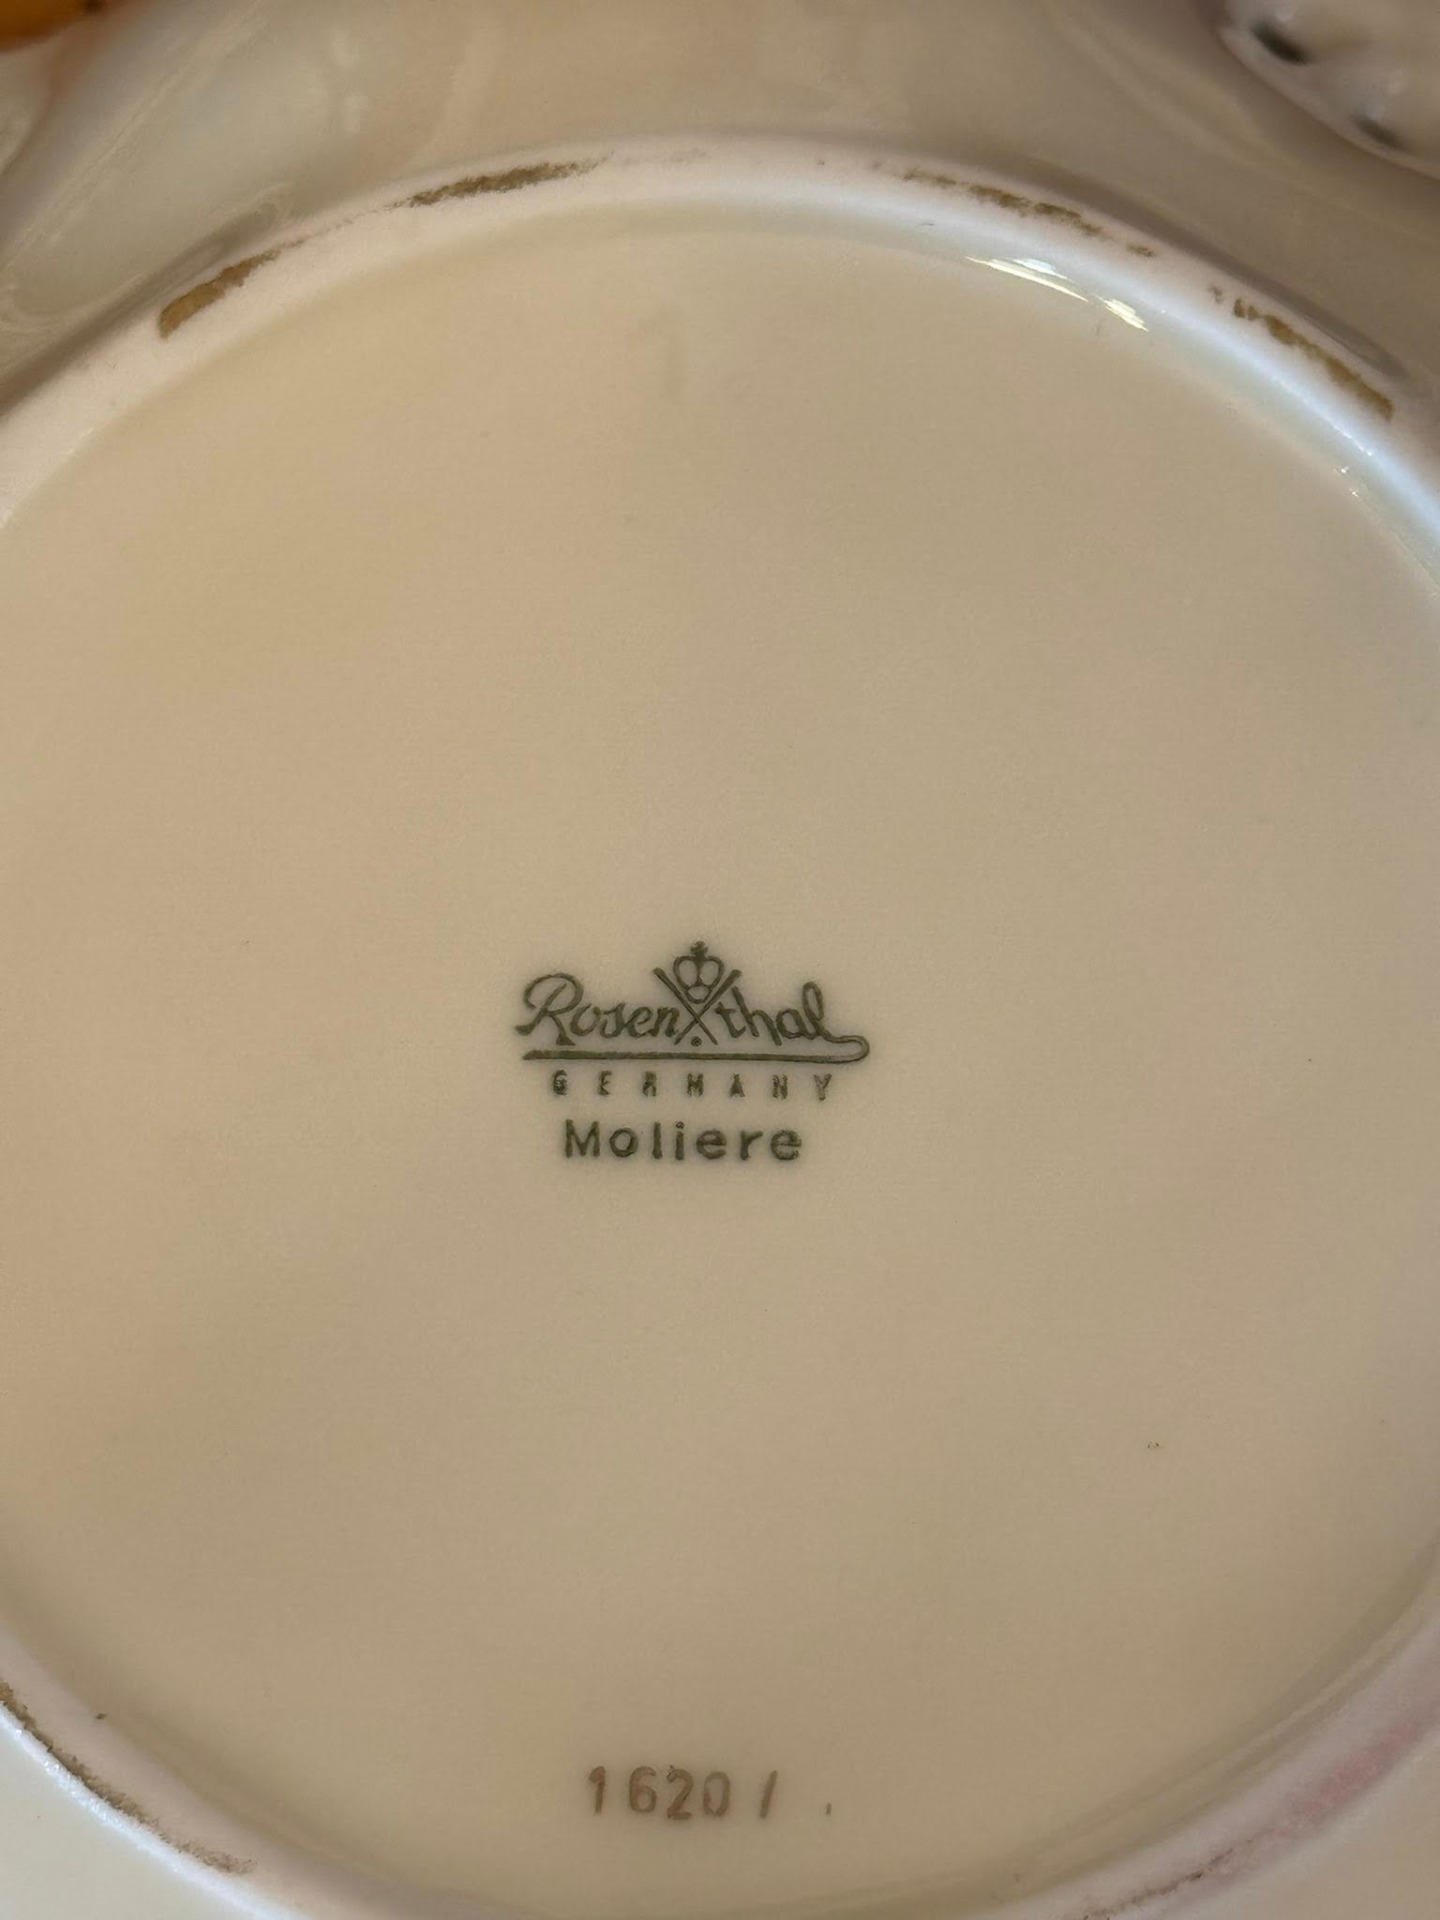 Rosenthal
GERMANY
Moliere
1620 / .